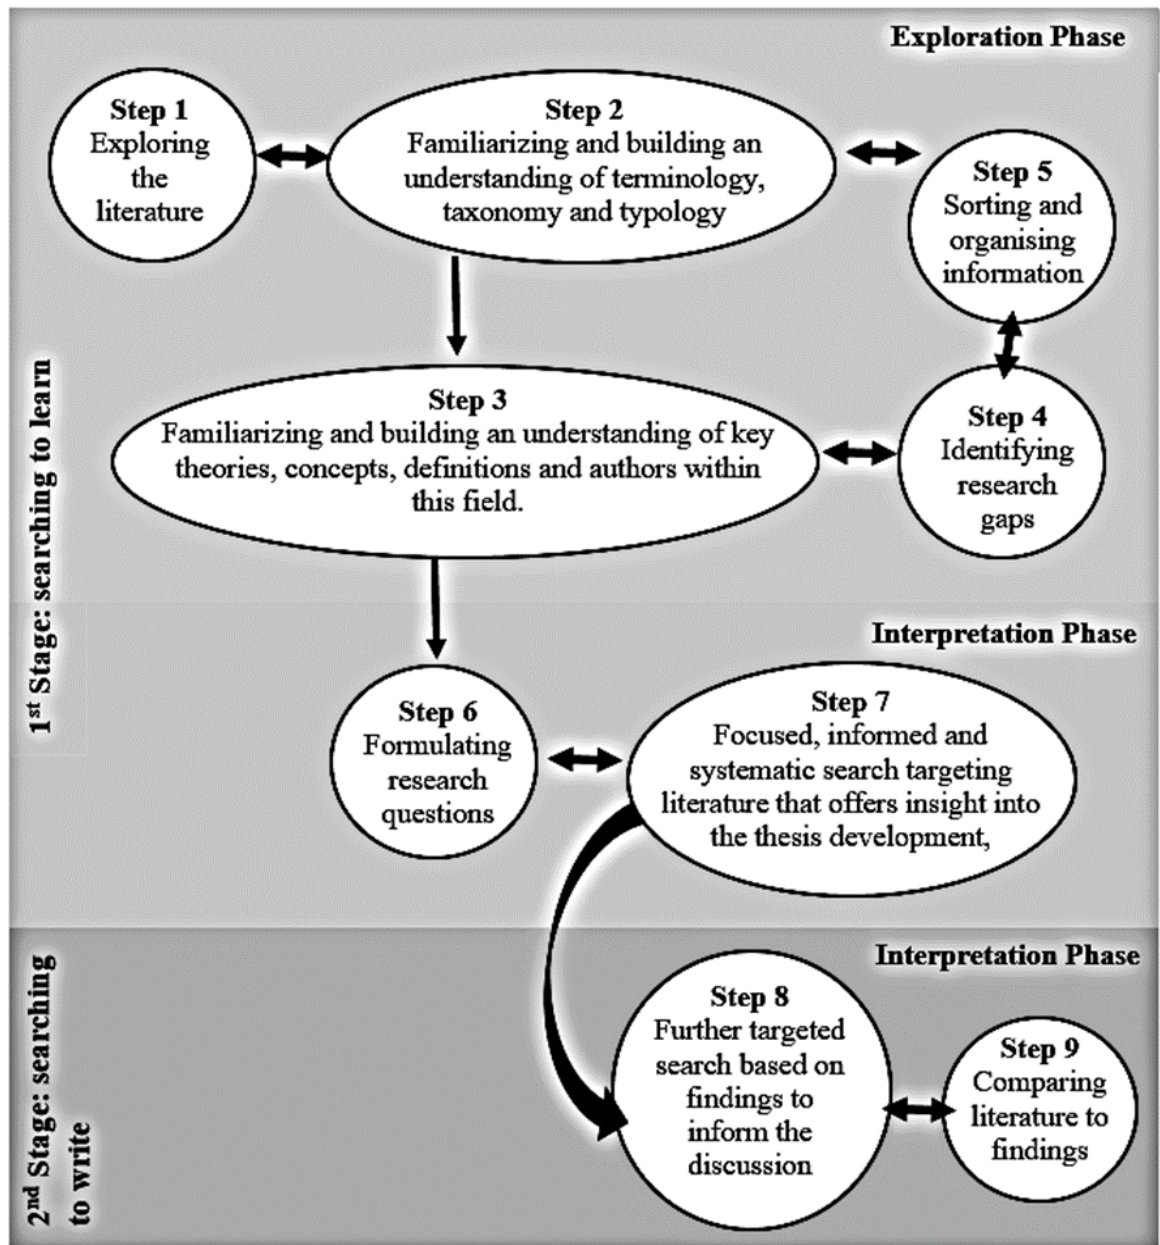 Exploration Phase
Step 1
Exploring
the
literature
Step 2
Familiarizing and building an
understanding of terminology,
taxonomy and typology
Step 5
Sorting and
organising
information
Step 3
Familiarizing and building an understanding of key
theories, concepts, definitions and authors within
this field.
Step 4
Identifying
research
gaps
1st Stage: searching to learn
Interpretation Phase
Step 6
Formulating
research
questions
Step 7
Focused, informed and
systematic search targeting
literature that offers insight into
the thesis development,
Interpretation Phase
2nd Stage: searching
to write
Step 8
Further targeted
search based on
findings to
inform the
discussion
Step 9
Comparing
literature to
findings